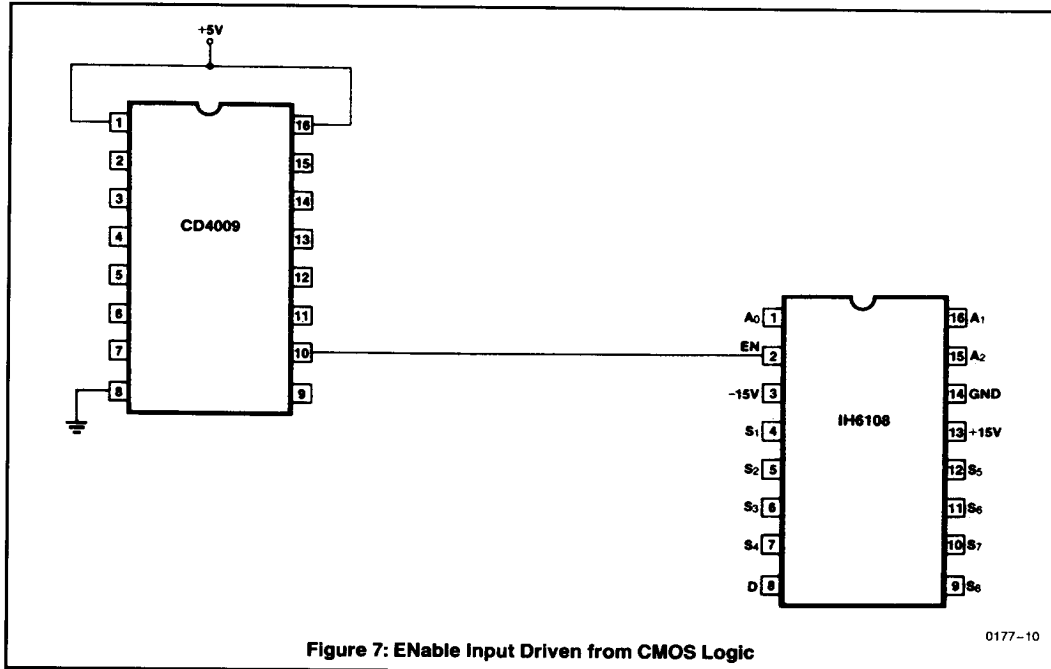 +5V
1
2
3
4
5
6
7
8
CD4009
16
15
14
13
12
11
10
9
A0 1
EN 2
-15V 3
S1 4
S2 5
S3 6
S4 7
D 8
IH6108
16 A1
15 A2
14 GND
13 +15V
12 S5
11 S6
10 S7
9 S6
0177-10
Figure 7: ENable Input Driven from CMOS Logic